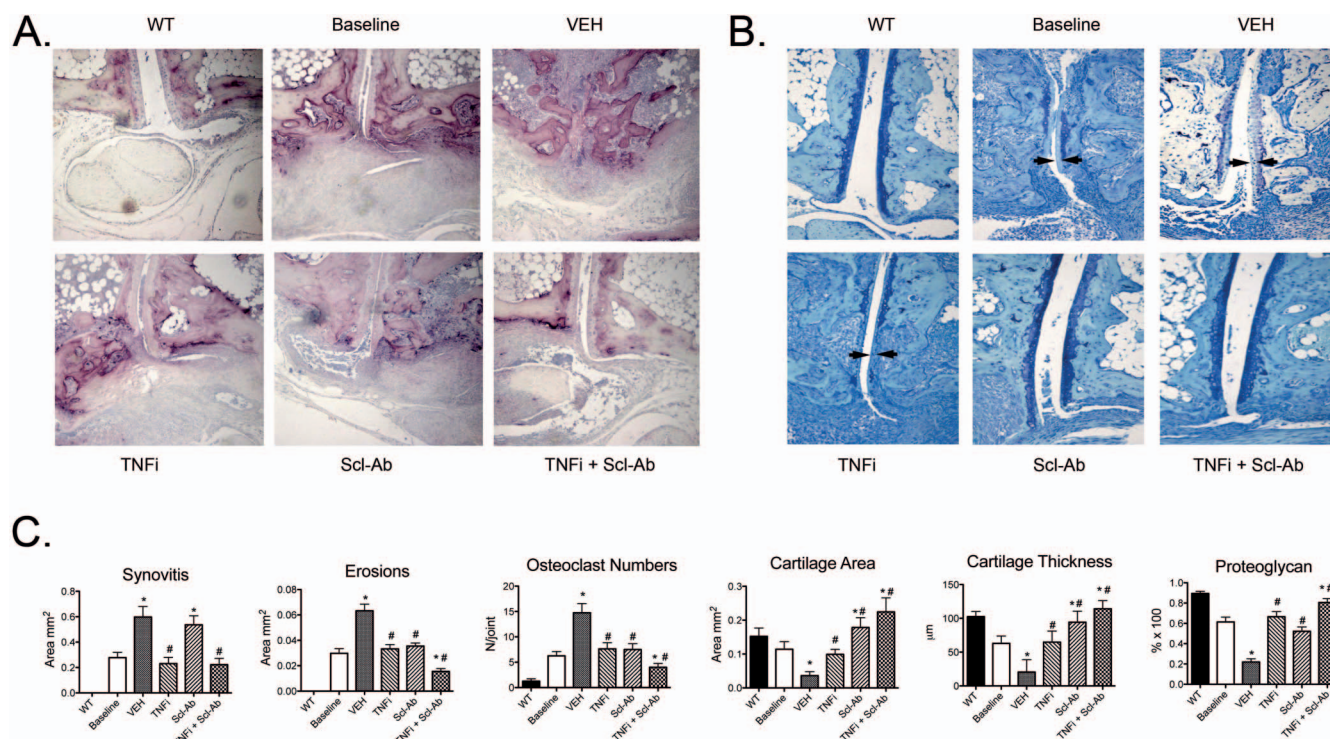 A.
WT Baseline VEH
TNFi Scl-Ab TNFi + Scl-Ab
B.
WT Baseline VEH
TNFi Scl-Ab TNFi + Scl-Ab
C.
Synovitis
Area mm²
0.8
0.6
0.4
0.2
0.0
*
#
*
#
WT
Baseline
VEH
TNFi
Scl-Ab
TNFi + Scl-Ab
Erosions
Area mm²
0.08
0.06
0.04
0.02
0.00
*
#
#
* #
WT
Baseline
VEH
TNFi
Scl-Ab
TNFi + Scl-Ab
Osteoclast Numbers
N/joint
20
15
10
5
0
*
#
#
* #
WT
Baseline
VEH
TNFi
Scl-Ab
TNFi + Scl-Ab
Cartilage Area
Area mm²
0.3
0.2
0.1
0.0
*
#
* #
* #
WT
Baseline
VEH
TNFi
Scl-Ab
TNFi + Scl-Ab
Cartilage Thickness
μm
150
100
50
0
*
#
* #
* #
WT
Baseline
VEH
TNFi
Scl-Ab
TNFi + Scl-Ab
Proteoglycan
% x 100
1.0
0.8
0.6
0.4
0.2
0.0
*
#
#
* #
WT
Baseline
VEH
TNFi
Scl-Ab
TNFi + Scl-Ab